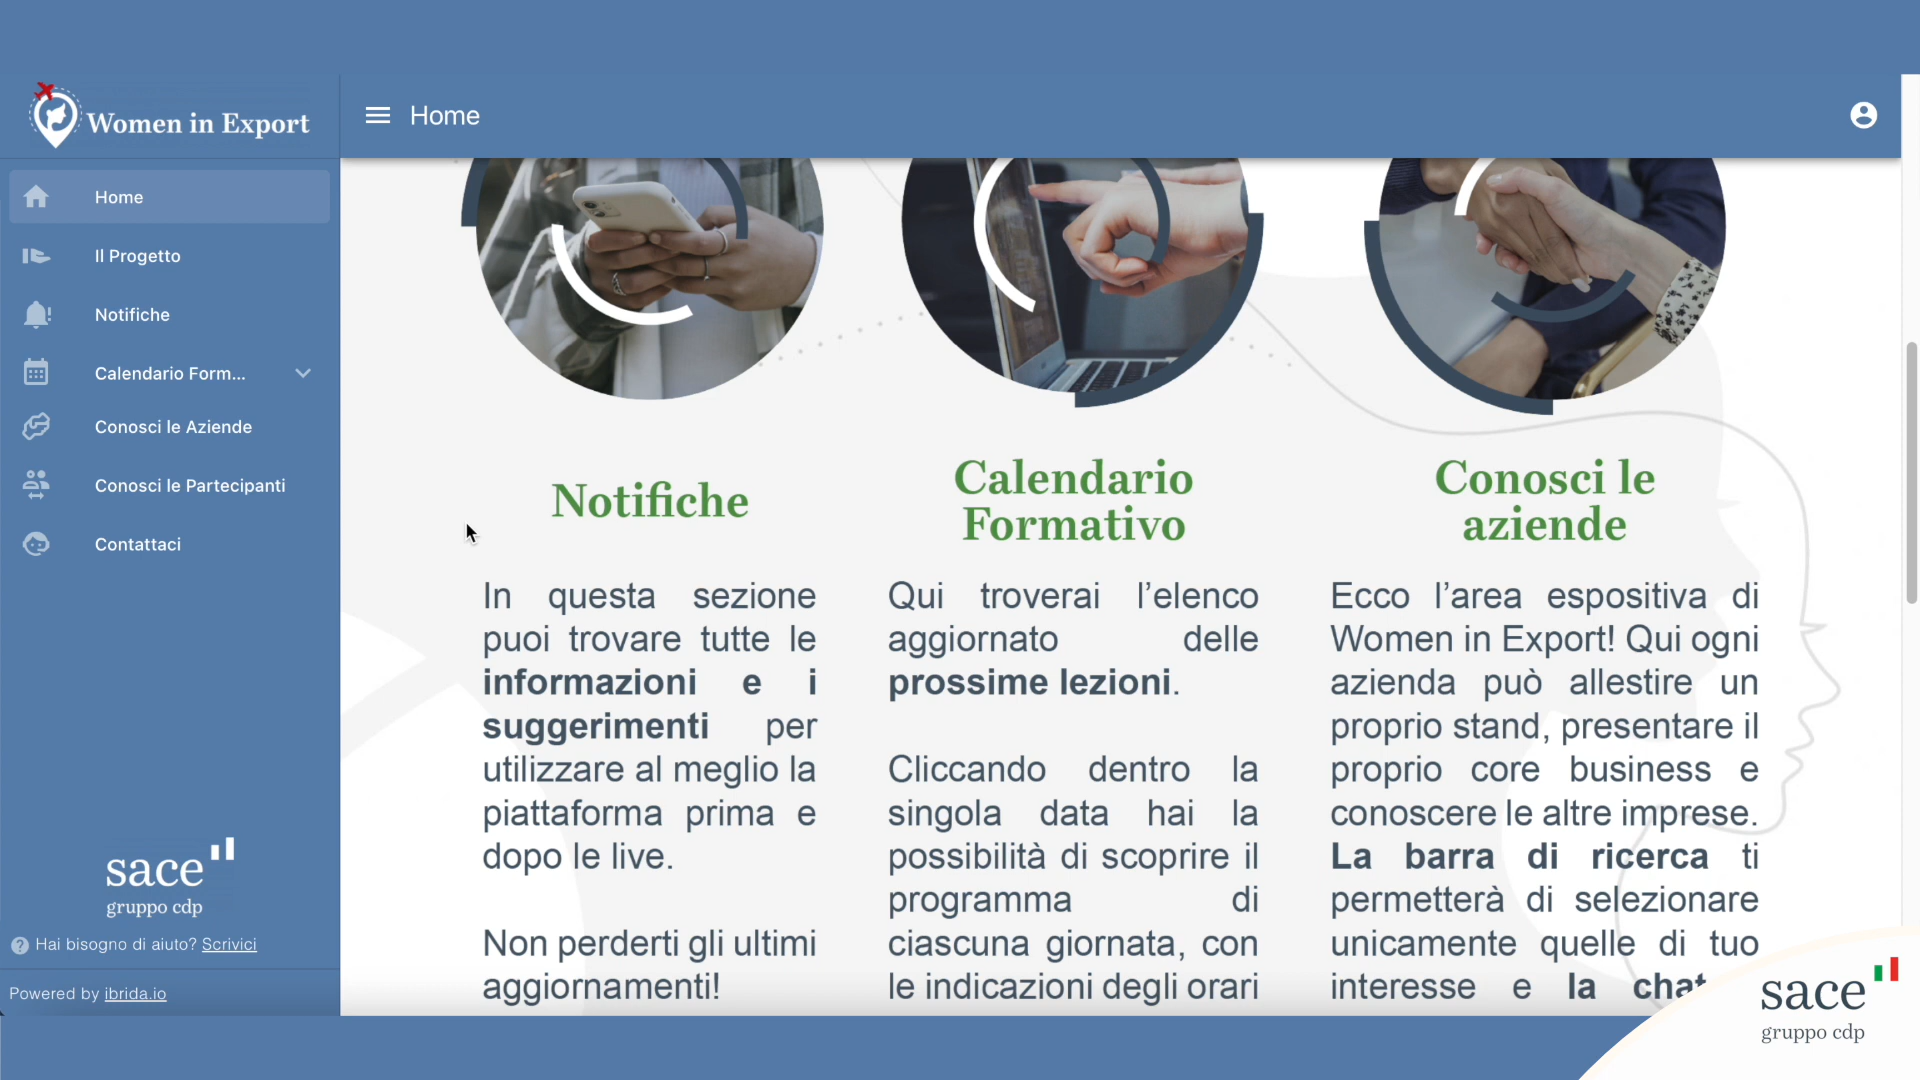 Women in Export
Home
Home
Il Progetto
Notifiche
Calendario Form...
Conosci le Aziende
Conosci le Partecipanti
Contattaci
sace
gruppo cdp
Hai bisogno di aiuto? Scrivici
Powered by ibrida.io
Notifiche
In questa sezione
puoi trovare tutte le
informazioni e i
suggerimenti per
utilizzare al meglio la
piattaforma prima e
dopo le live.
Non perderti gli ultimi
aggiornamenti!
Calendario
Formativo
Qui troverai l’elenco
aggiornato delle
prossime lezioni.
Cliccando dentro la
singola data hai la
possibilità di scoprire il
programma di
ciascuna giornata, con
le indicazioni degli orari
Conosci le
aziende
Ecco l’area espositiva di
Women in Export! Qui ogni
azienda può allestire un
proprio stand, presentare il
proprio core business e
conoscere le altre imprese.
La barra di ricerca ti
permetterà di selezionare
unicamente quelle di tuo
interesse e la chat
sace
gruppo cdp